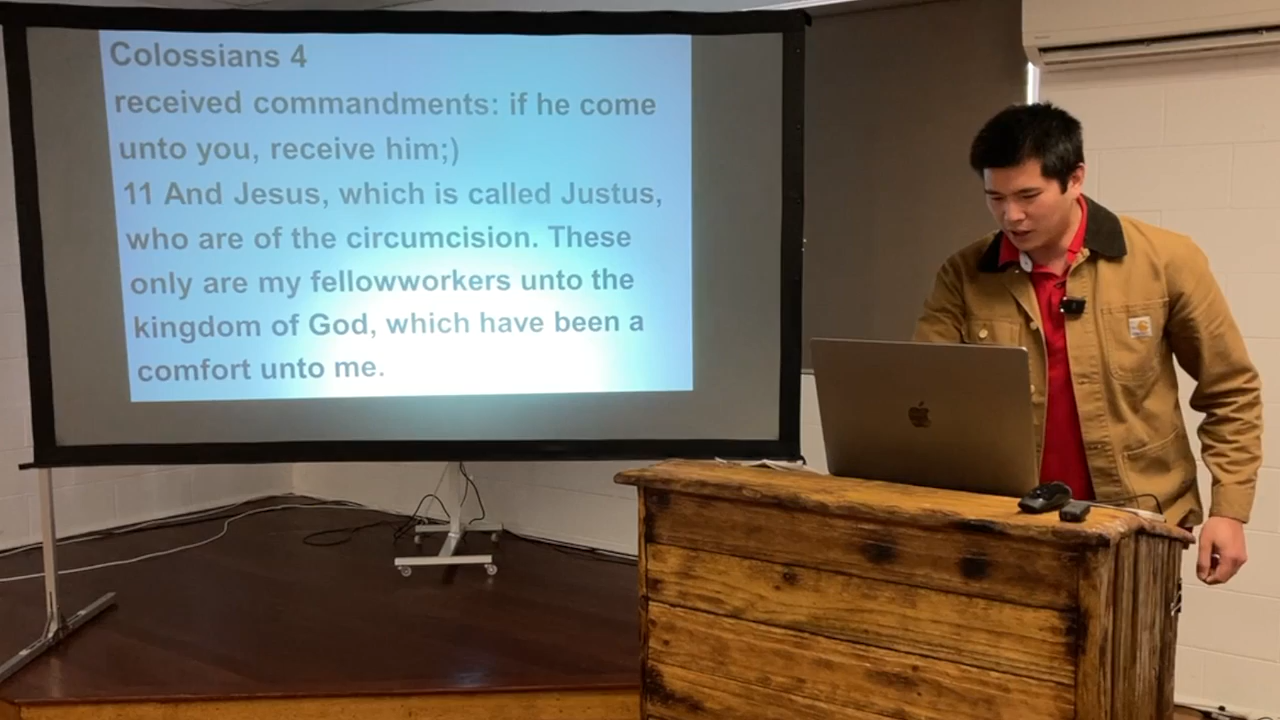 Colossians 4
received commandments: if he come
unto you, receive him;)
11 And Jesus, which is called Justus,
who are of the circumcision. These
only are my fellowworkers unto the
kingdom of God, which have been a
comfort unto me.